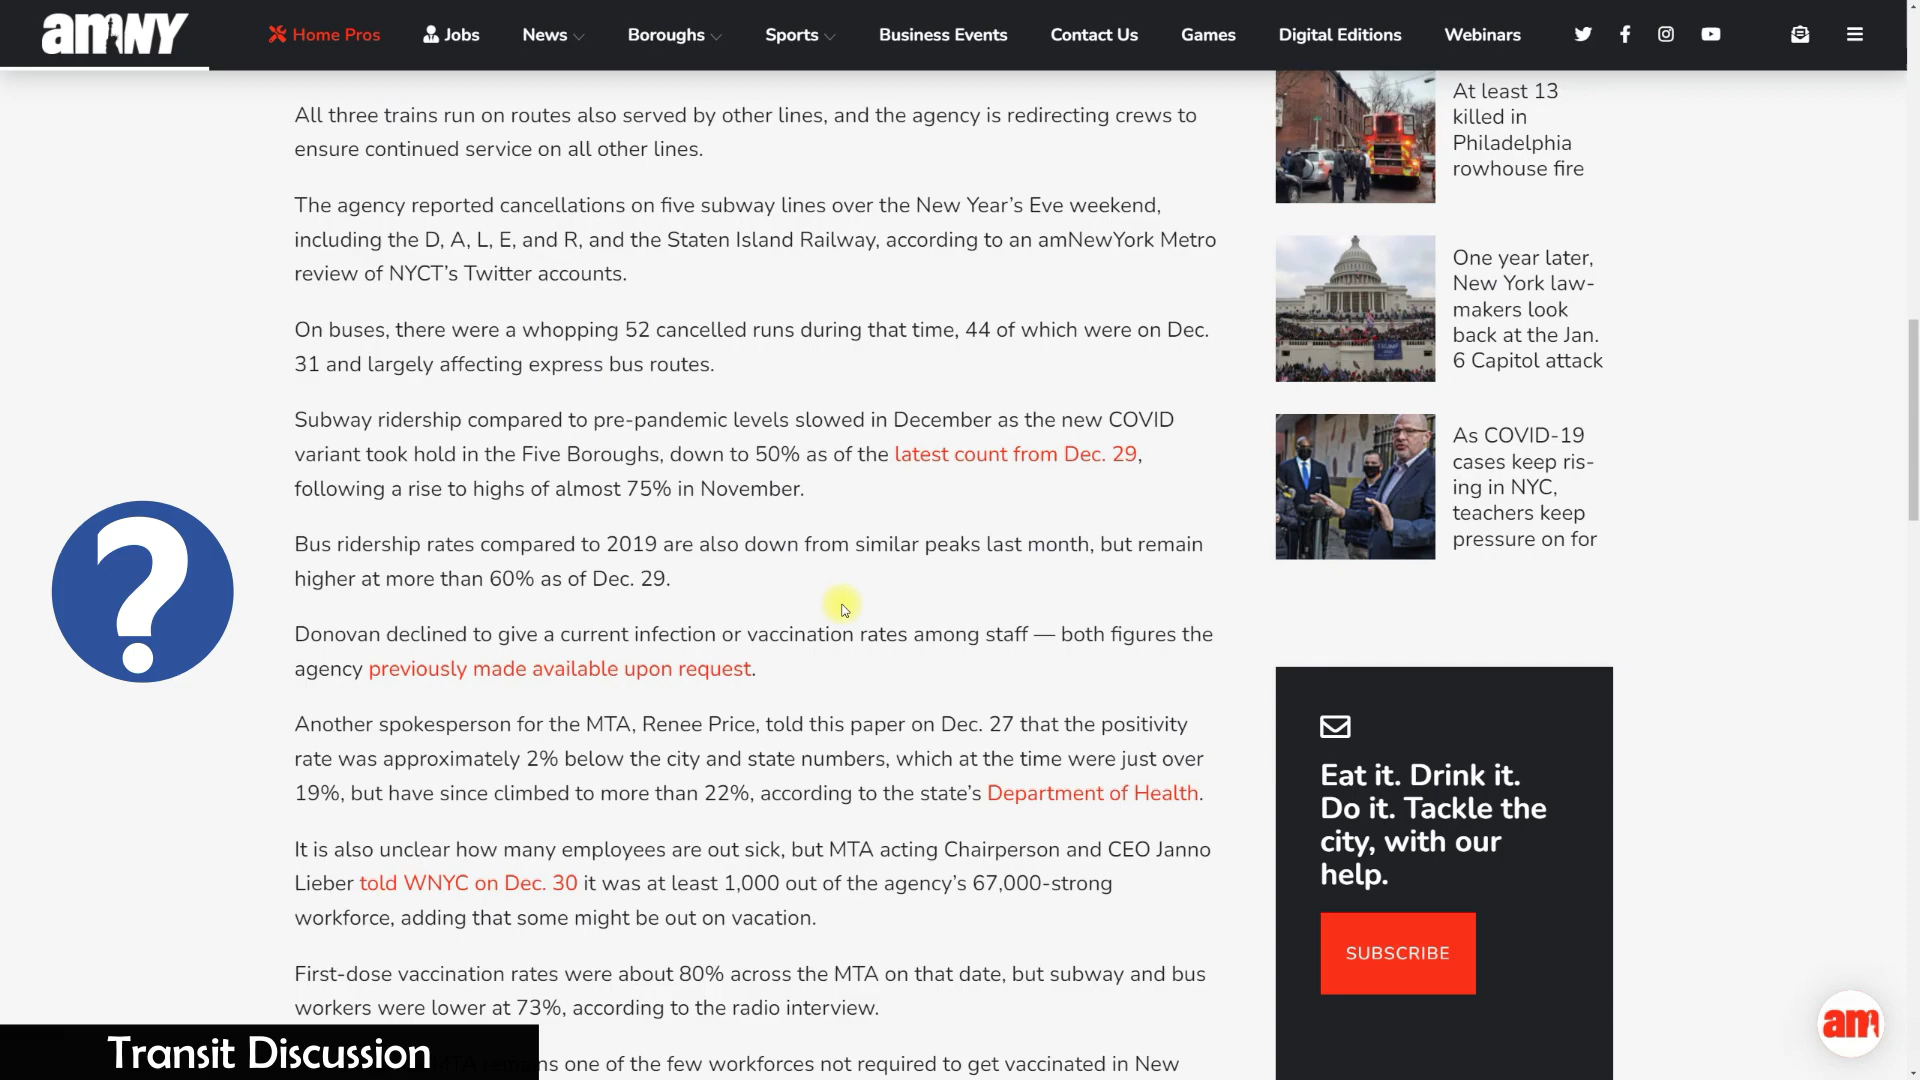 amNY
Home Pros
Jobs
News
Boroughs
Sports
Business Events
Contact Us
Games
Digital Editions
Webinars
All three trains run on routes also served by other lines, and the agency is redirecting crews to
ensure continued service on all other lines.
The agency reported cancellations on five subway lines over the New Year’s Eve weekend,
including the D, A, L, E, and R, and the Staten Island Railway, according to an amNewYork Metro
review of NYCT’s Twitter accounts.
On buses, there were a whopping 52 cancelled runs during that time, 44 of which were on Dec.
31 and largely affecting express bus routes.
Subway ridership compared to pre-pandemic levels slowed in December as the new COVID
variant took hold in the Five Boroughs, down to 50% as of the latest count from Dec. 29,
following a rise to highs of almost 75% in November.
Bus ridership rates compared to 2019 are also down from similar peaks last month, but remain
higher at more than 60% as of Dec. 29.
Donovan declined to give a current infection or vaccination rates among staff — both figures the
agency previously made available upon request.
Another spokesperson for the MTA, Renee Price, told this paper on Dec. 27 that the positivity
rate was approximately 2% below the city and state numbers, which at the time were just over
19%, but have since climbed to more than 22%, according to the state’s Department of Health.
It is also unclear how many employees are out sick, but MTA acting Chairperson and CEO Janno
Lieber told WNYC on Dec. 30 it was at least 1,000 out of the agency’s 67,000-strong
workforce, adding that some might be out on vacation.
First-dose vaccination rates were about 80% across the MTA on that date, but subway and bus
workers were lower at 73%, according to the radio interview.
one of the few workforces not required to get vaccinated in New
?
Transit Discussion
At least 13
killed in
Philadelphia
rowhouse fire
One year later,
New York law-
makers look
back at the Jan.
6 Capitol attack
As COVID-19
cases keep ris-
ing in NYC,
teachers keep
pressure on for
Eat it. Drink it.
Do it. Tackle the
city, with our
help.
SUBSCRIBE
am